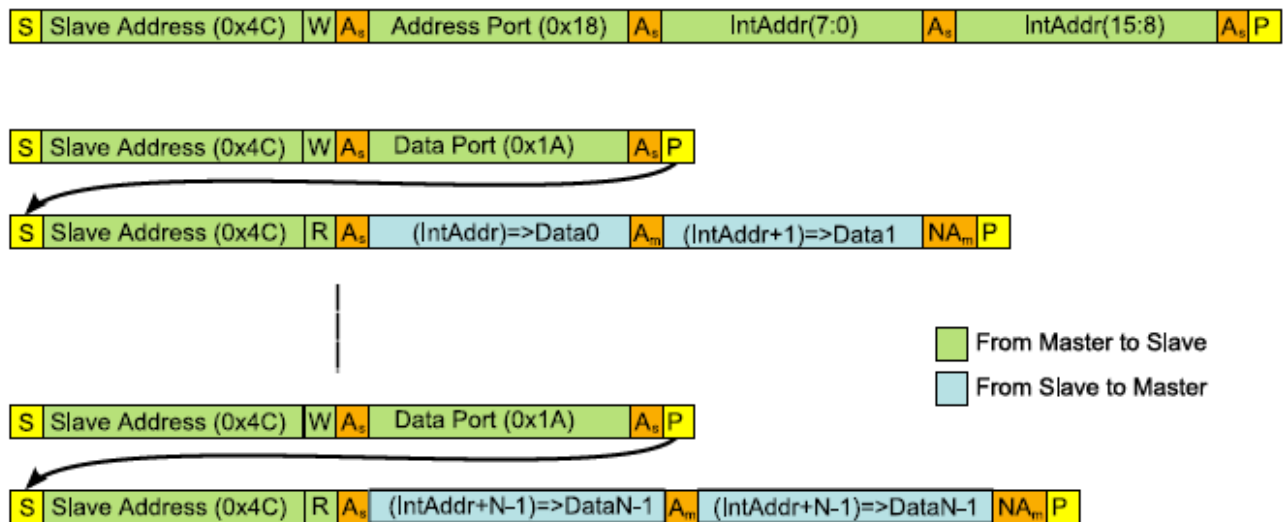 S Slave Address (0x4C) W As Address Port (0x18) As IntAddr(7:0) As IntAddr(15:8) As P
S Slave Address (0x4C) W As Data Port (0x1A) As P
S Slave Address (0x4C) R As (IntAddr)=>Data0 Am (IntAddr+1)=>Data1 NAm P
From Master to Slave
From Slave to Master
S Slave Address (0x4C) W As Data Port (0x1A) As P
S Slave Address (0x4C) R As (IntAddr+N-1)=>DataN-1 Am (IntAddr+N-1)=>DataN-1 NAm P